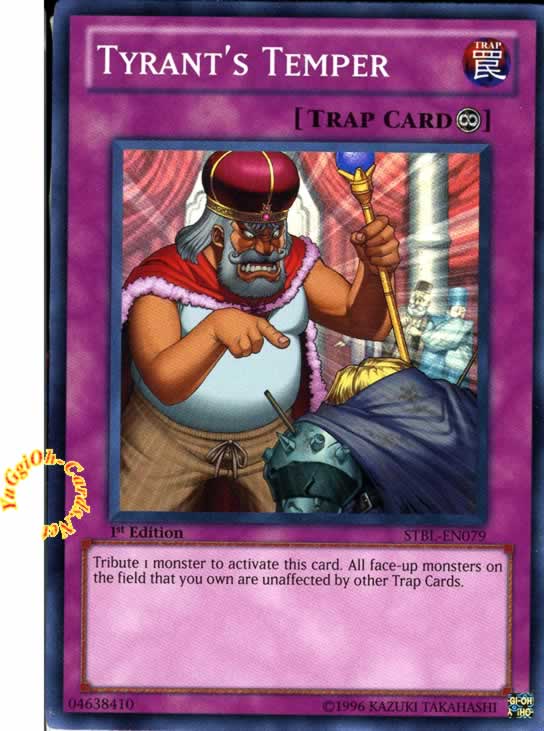 TYRANT'S TEMPER
TRAP
罠
[TRAP CARD ]
1st Edition
STBL-EN079
Tribute 1 monster to activate this card. All face-up monsters on
the field that you own are unaffected by other Trap Cards.
04638410
©1996 KAZUKI TAKAHASHI
YuGgiOh-Cards.Net